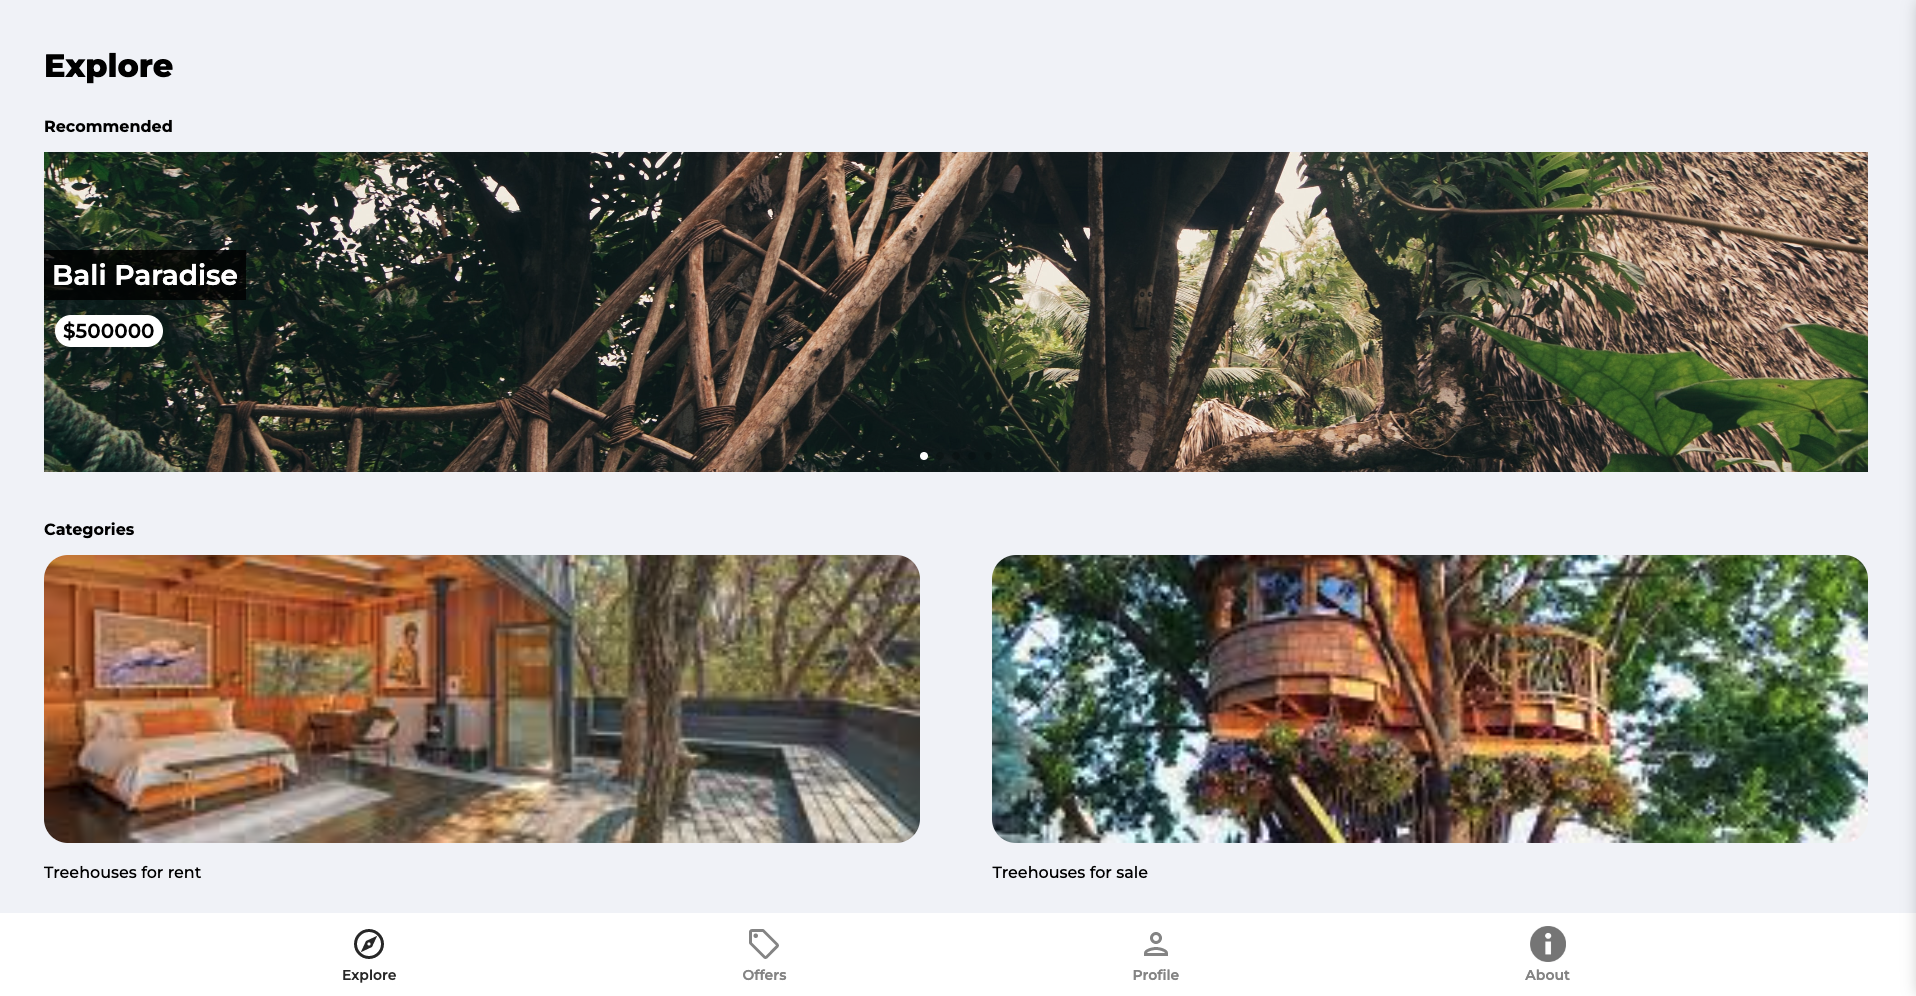 Explore
Recommended
Bali Paradise
$500000
Categories
Treehouses for rent
Treehouses for sale
Explore
Offers
Profile
About